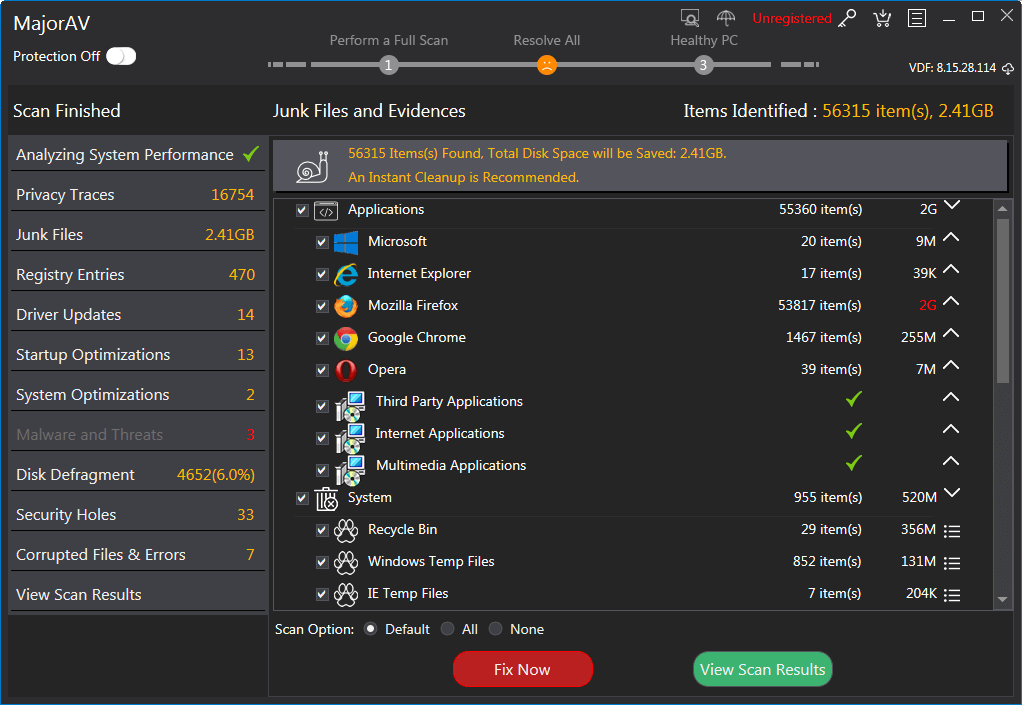 MajorAV
Unregistered
Protection Off
Perform a Full Scan
Resolve All
Healthy PC
1
3
VDF: 8.15.28.114
Scan Finished
Junk Files and Evidences
Items Identified : 56315 item(s), 2.41GB
Analyzing System Performance
Privacy Traces 16754
Junk Files 2.41GB
Registry Entries 470
Driver Updates 14
Startup Optimizations 13
System Optimizations 2
Malware and Threats 3
Disk Defragment 4652(6.0%)
Security Holes 33
Corrupted Files & Errors 7
View Scan Results
56315 Items(s) Found, Total Disk Space will be Saved: 2.41GB.
An Instant Cleanup is Recommended.
Applications 55360 item(s) 2G
Microsoft 20 item(s) 9M
Internet Explorer 17 item(s) 39K
Mozilla Firefox 53817 item(s) 2G
Google Chrome 1467 item(s) 255M
Opera 39 item(s) 7M
Third Party Applications
Internet Applications
Multimedia Applications
System 955 item(s) 520M
Recycle Bin 29 item(s) 356M
Windows Temp Files 852 item(s) 131M
IE Temp Files 7 item(s) 204K
Scan Option: Default All None
Fix Now
View Scan Results